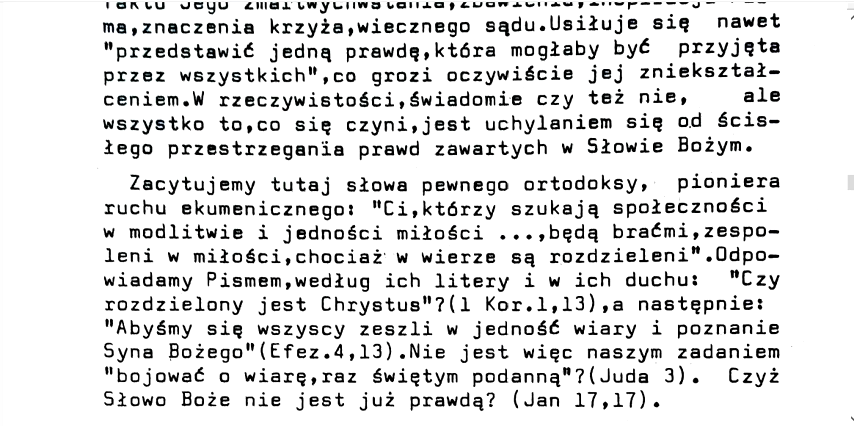 ma,znaczenia krzyża,wiecznego sądu.Usiłuje się nawet
"przedstawić jedną prawdę,która mogłaby być przyjęta
przez wszystkich",co grozi oczywiście jej zniekształ-
ceniem.W rzeczywistości,świadomie czy też nie, ale
wszystko to,co się czyni,jest uchylaniem się od ścis-
łego przestrzegania prawd zawartych w Słowie Bożym.
Zacytujemy tutaj słowa pewnego ortodoksy, pioniera
ruchu ekumenicznego: "Ci,którzy szukają społeczności
w modlitwie i jedności miłości ...,będą braćmi,zespo-
leni w miłości,chociaż w wierze są rozdzieleni".Odpo-
wiadamy Pismem,według ich litery i w ich duchu: "Czy
rozdzielony jest Chrystus"?(1 Kor.1,13),a następnie:
"Abyśmy się wszyscy zeszli w jedność wiary i poznanie
Syna Bożego"(Efez.4,13).Nie jest więc naszym zadaniem
"bojować o wiarę,raz świętym podanną"?(Juda 3). Czyż
Słowo Boże nie jest już prawdą? (Jan 17,17).